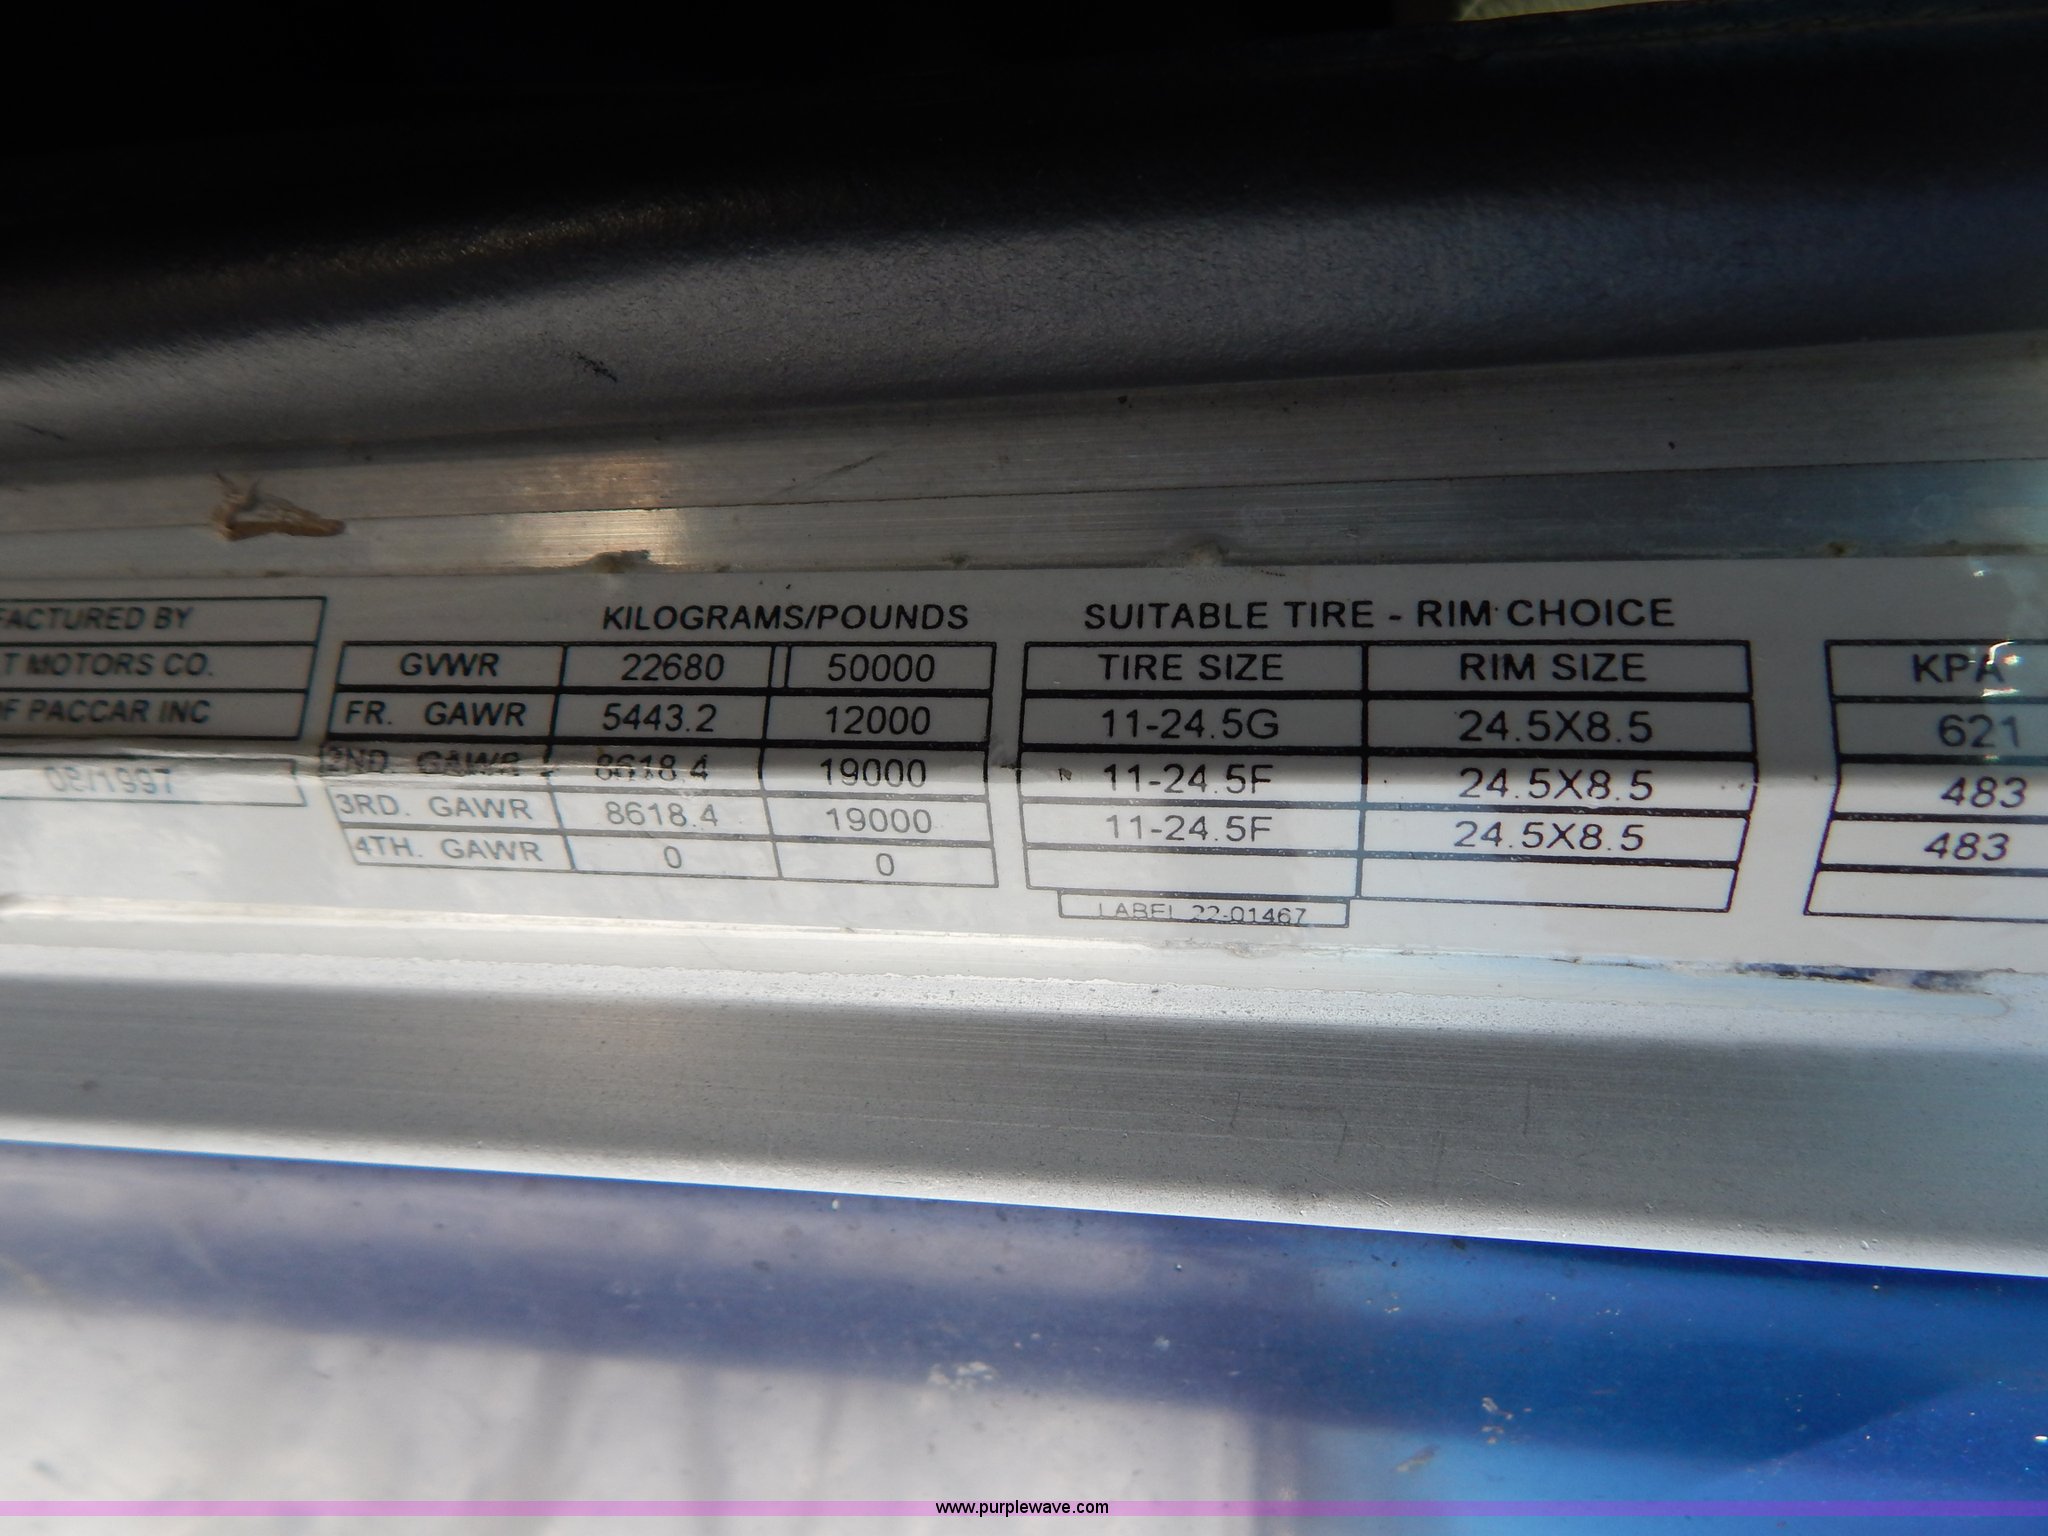 FACTURED BY
T MOTORS CO.
OF PACCAR INC
KILOGRAMS/POUNDS
GVWR 22680 50000
FR. GAWR 5443.2 12000
2ND. GAWR 8618.4 19000
3RD. GAWR 8618.4 19000
4TH. GAWR 0 0
SUITABLE TIRE - RIM CHOICE
TIRE SIZE RIM SIZE
11-24.5G 24.5X8.5
11-24.5F 24.5X8.5
11-24.5F 24.5X8.5
LABEL 22-01467
KPA
621
483
483
www.purplewave.com